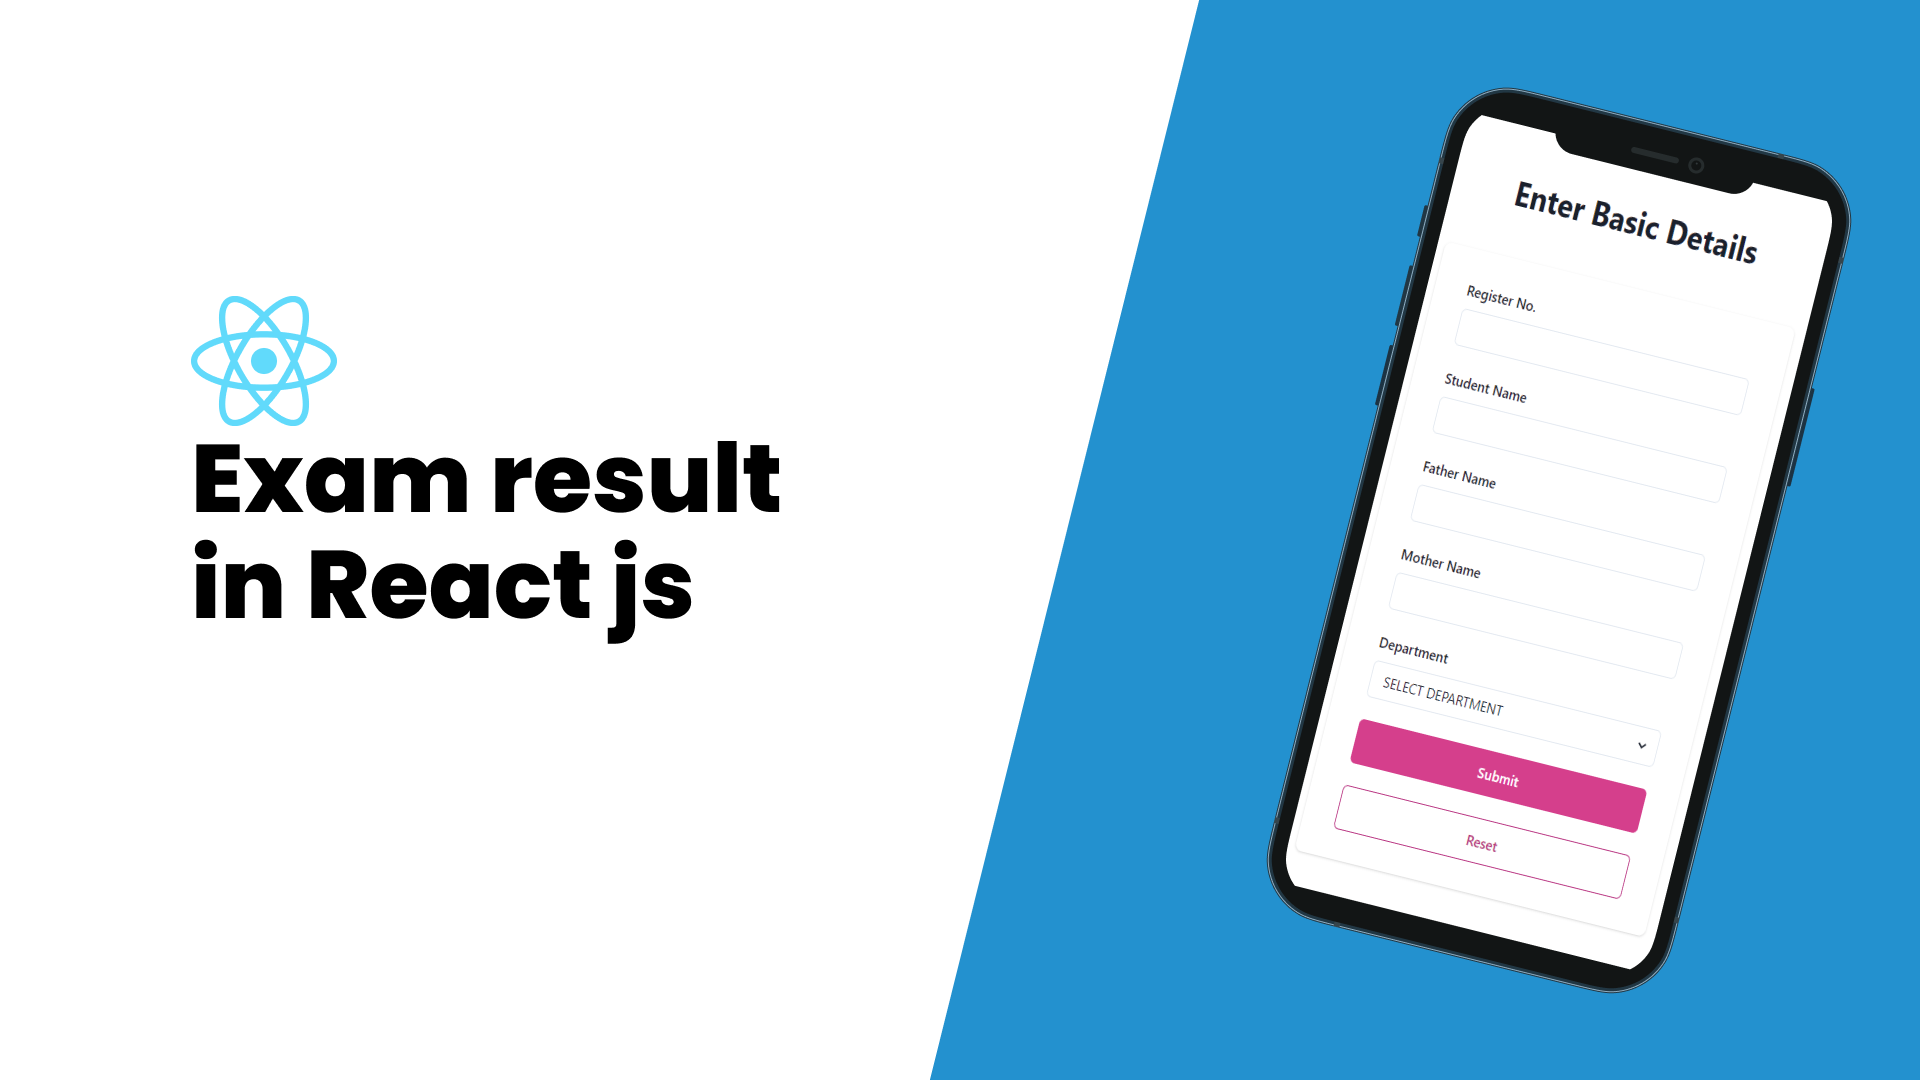 Exam result
in React js
Enter Basic Details
Register No.
Student Name
Father Name
Mother Name
Department
SELECT DEPARTMENT
Submit
Reset